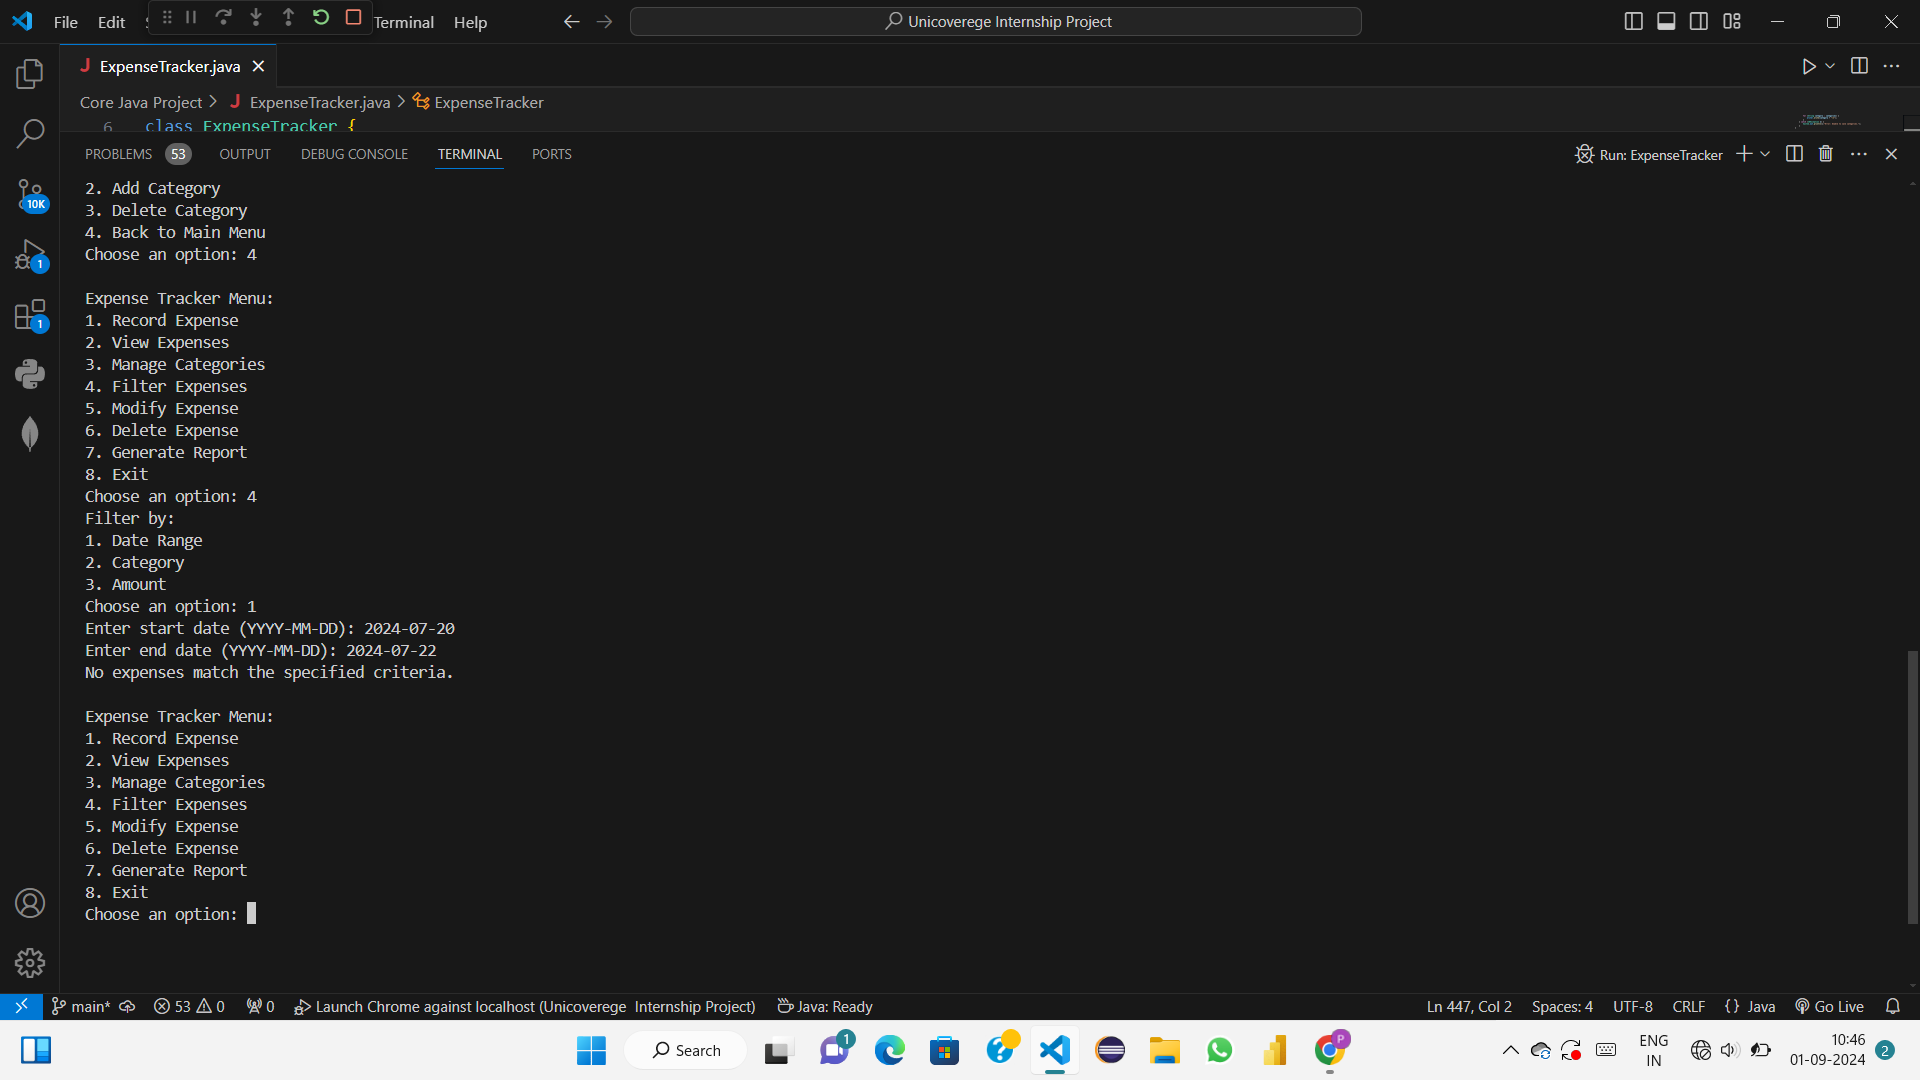 File Edit Terminal Help Unicoverege Internship Project
ExpenseTracker.java
Core Java Project > ExpenseTracker.java > ExpenseTracker
6 class ExpenseTracker {
PROBLEMS 53 OUTPUT DEBUG CONSOLE TERMINAL PORTS Run: ExpenseTracker
2. Add Category
3. Delete Category
4. Back to Main Menu
Choose an option: 4
Expense Tracker Menu:
1. Record Expense
2. View Expenses
3. Manage Categories
4. Filter Expenses
5. Modify Expense
6. Delete Expense
7. Generate Report
8. Exit
Choose an option: 4
Filter by:
1. Date Range
2. Category
3. Amount
Choose an option: 1
Enter start date (YYYY-MM-DD): 2024-07-20
Enter end date (YYYY-MM-DD): 2024-07-22
No expenses match the specified criteria.
Expense Tracker Menu:
1. Record Expense
2. View Expenses
3. Manage Categories
4. Filter Expenses
5. Modify Expense
6. Delete Expense
7. Generate Report
8. Exit
Choose an option:
10K
1
1
main* 53 0 0 Launch Chrome against localhost (Unicoverege Internship Project) Java: Ready Ln 447, Col 2 Spaces: 4 UTF-8 CRLF {} Java Go Live
Search 1 P ENG 10:46
IN 01-09-2024 2